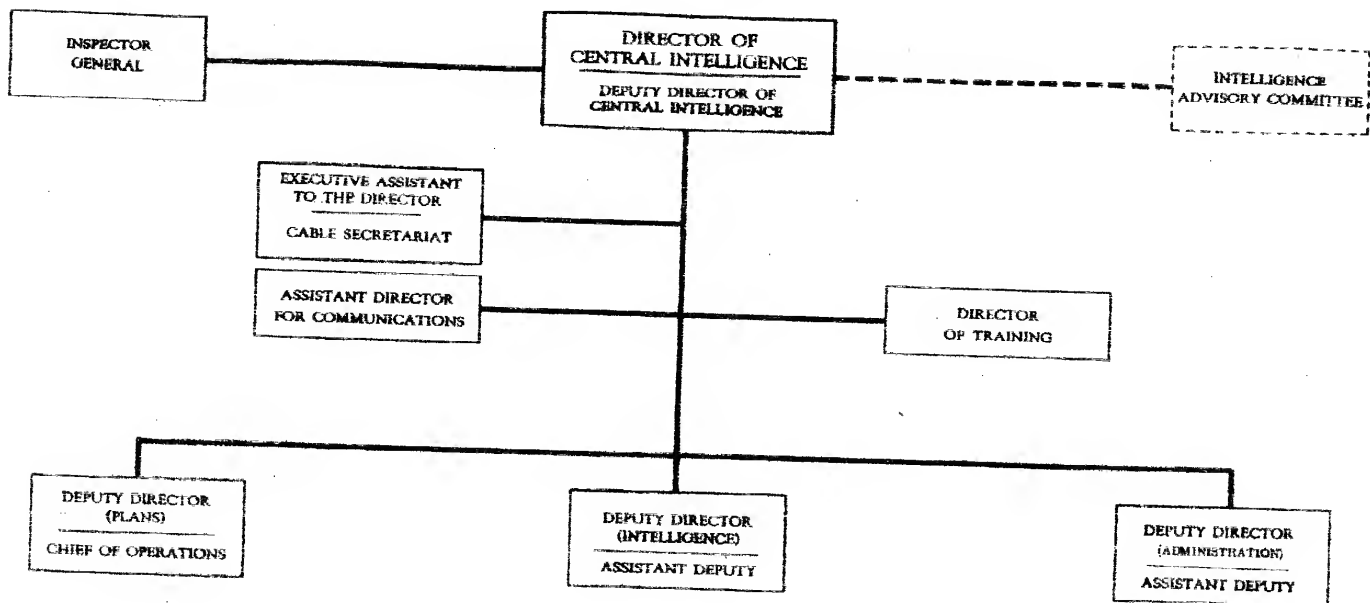 INSPECTOR
GENERAL
DIRECTOR OF
CENTRAL INTELLIGENCE
DEPUTY DIRECTOR OF
CENTRAL INTELLIGENCE
INTELLIGENCE
ADVISORY COMMITTEE
EXECUTIVE ASSISTANT
TO THE DIRECTOR
CABLE SECRETARIAT
ASSISTANT DIRECTOR
FOR COMMUNICATIONS
DIRECTOR
OF TRAINING
DEPUTY DIRECTOR
(PLANS)
CHIEF OF OPERATIONS
DEPUTY DIRECTOR
(INTELLIGENCE)
ASSISTANT DEPUTY
DEPUTY DIRECTOR
(ADMINISTRATION)
ASSISTANT DEPUTY